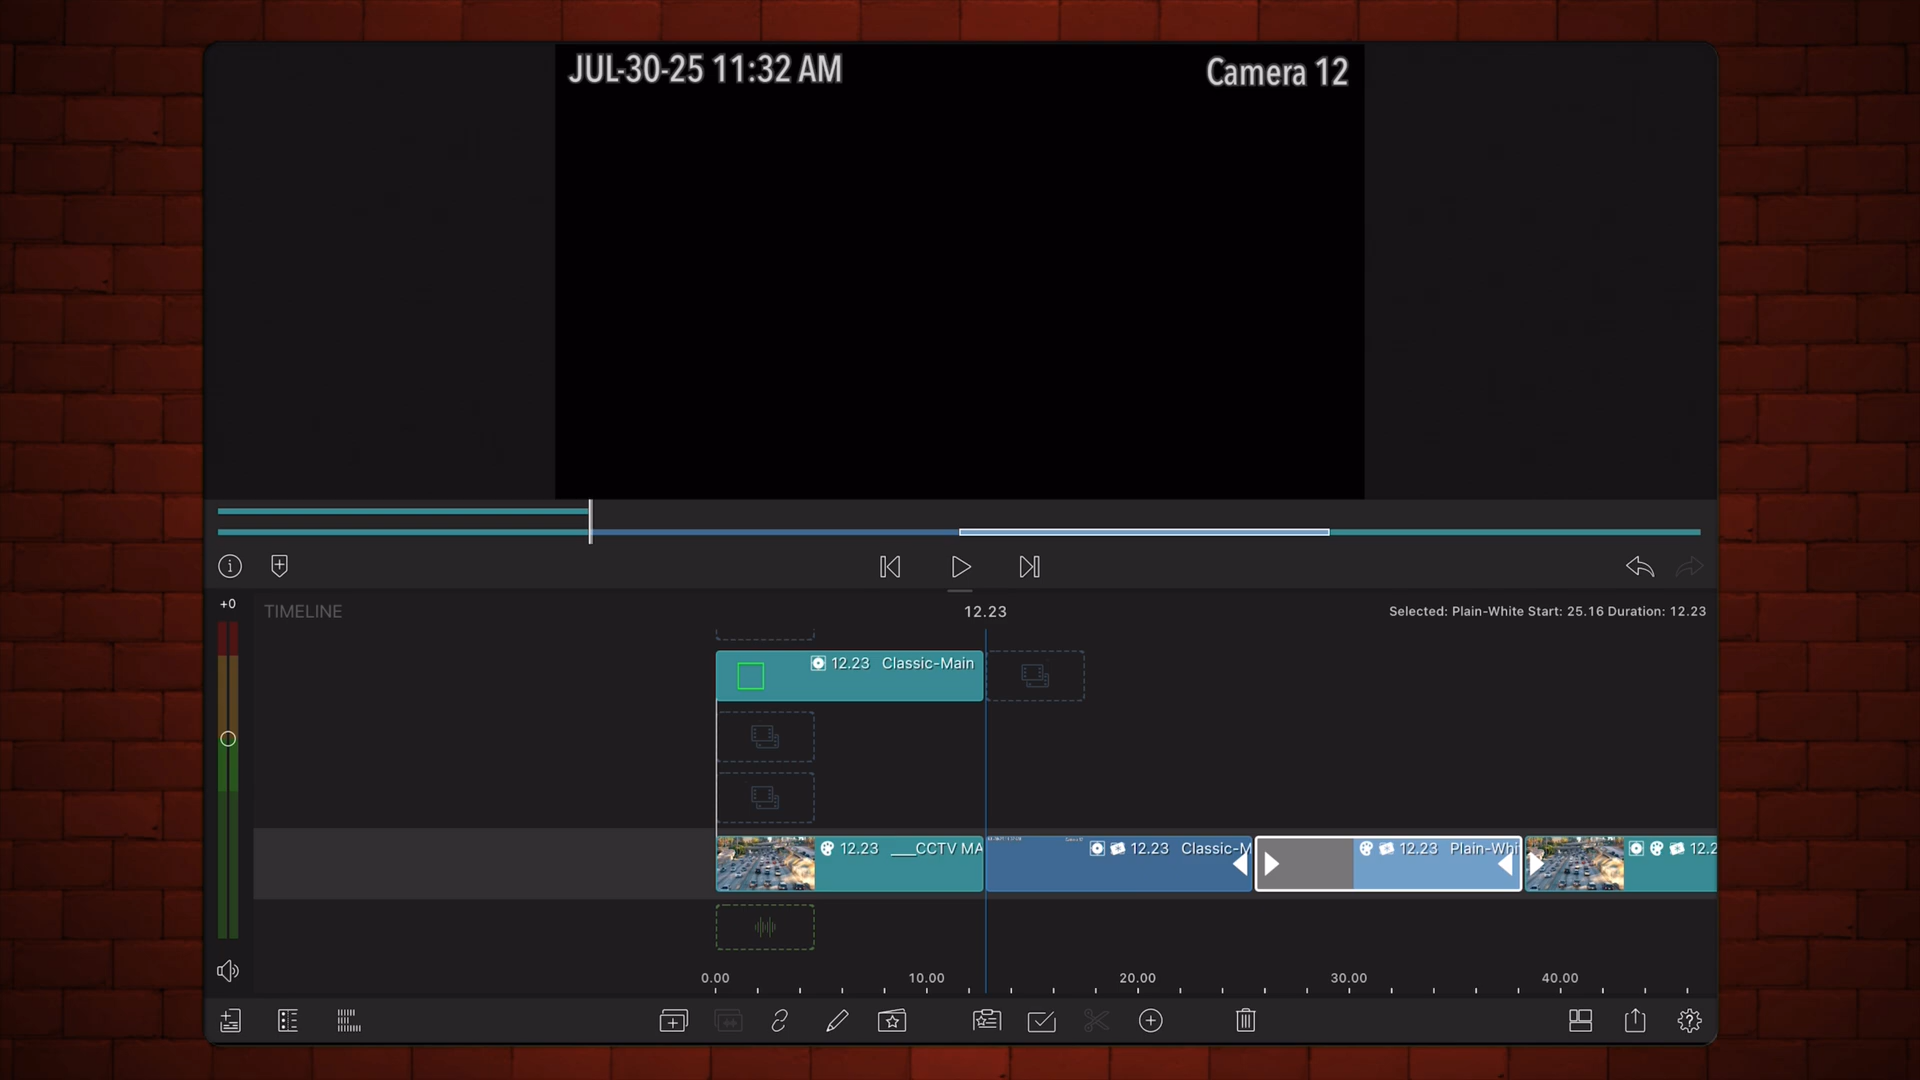 JUL-30-25 11:32 AM
Camera 12
+0
TIMELINE
12.23
Selected: Plain-White Start: 25.16 Duration: 12.23
12.23 Classic-Main
12.23 ___CCTV MA
12.23 Classic-M
12.23 Plain-Whi
12.2
0.00
10.00
20.00
30.00
40.00